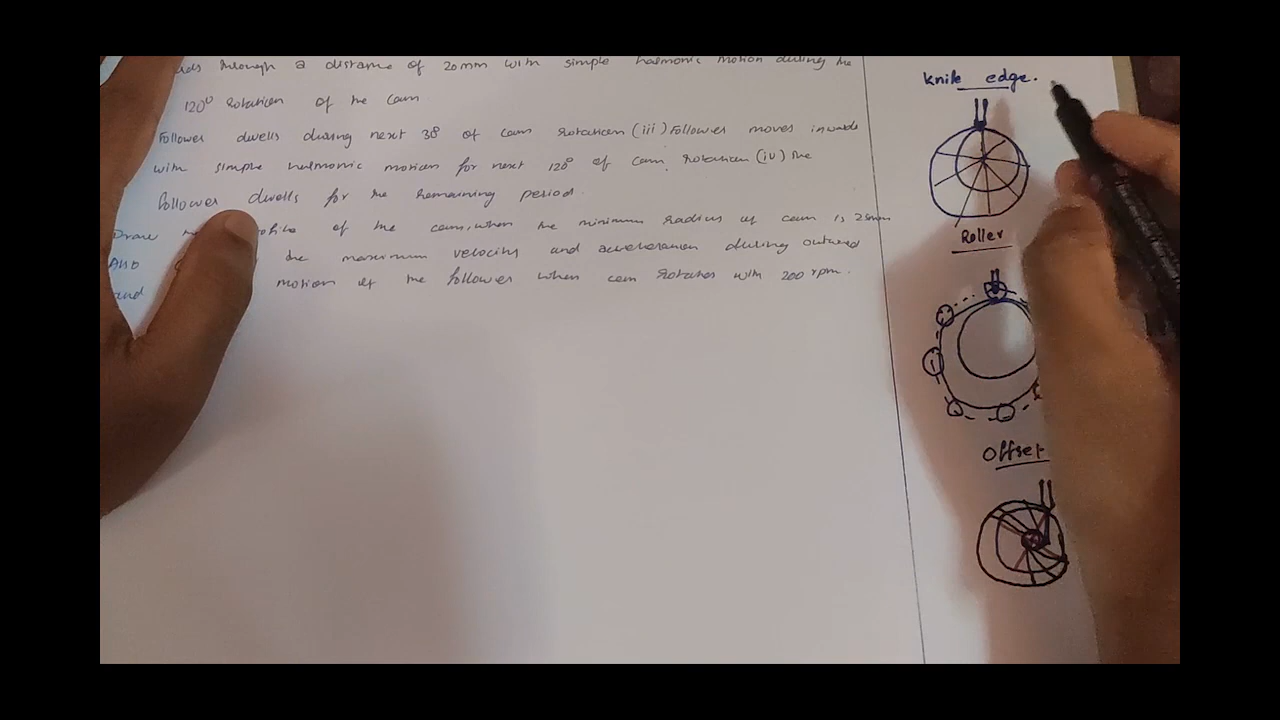 through a distance of 20mm with simple harmonic motion during the
120° rotation of the cam
Follower dwells during next 30° of cam rotation (iii) Follower moves inwards
with simple harmonic motion for next 120° of cam rotation (iv) The
follower dwells for the remaining period.
Draw of the cam, when the minimum radius of cam is 25mm
Also the maximum velocity and acceleration during outward
and motion of the follower when cam rotates with 200 rpm.
Knife edge.
Roller
Offset